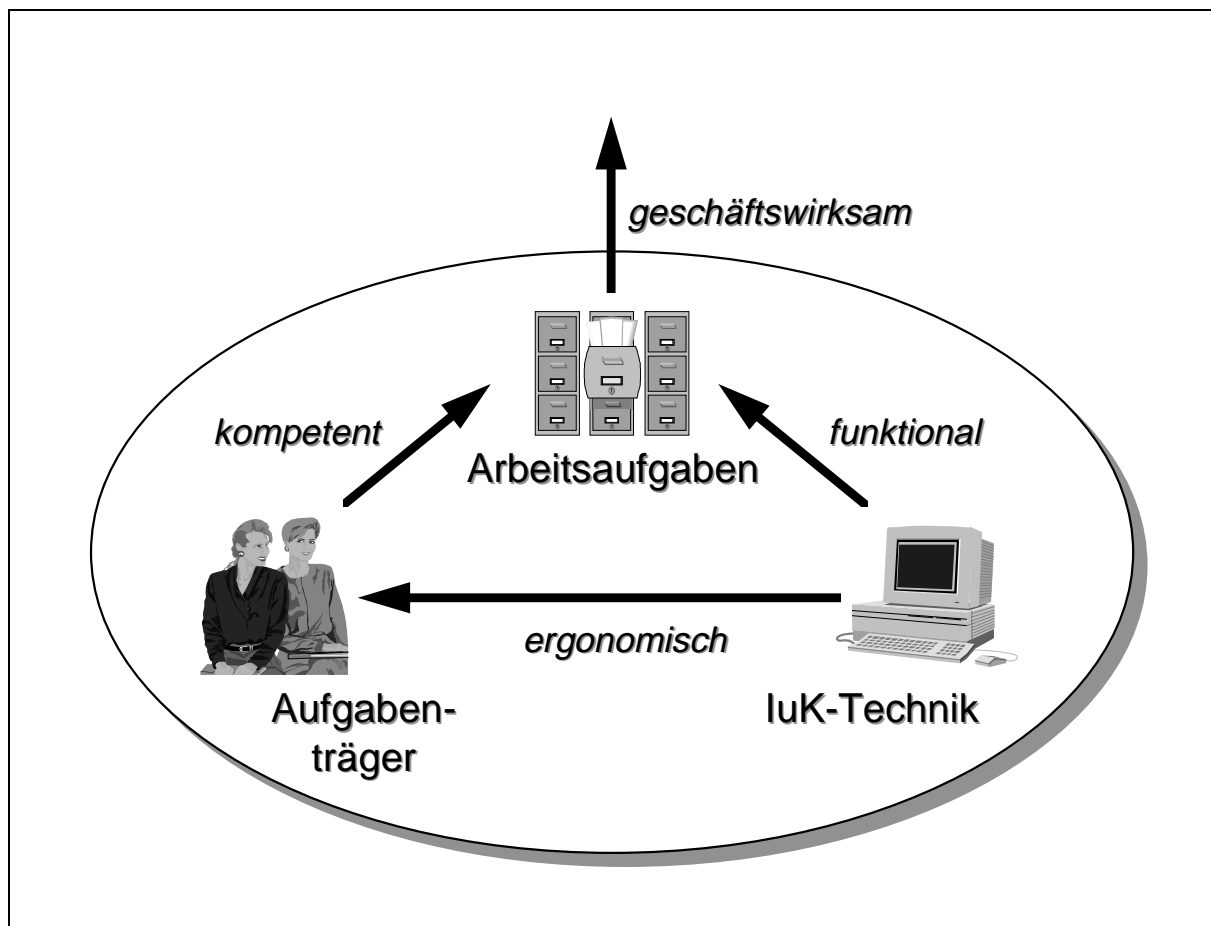 geschäftswirksam
kompetent
funktional
Arbeitsaufgaben
ergonomisch
Aufgaben-
träger
IuK-Technik